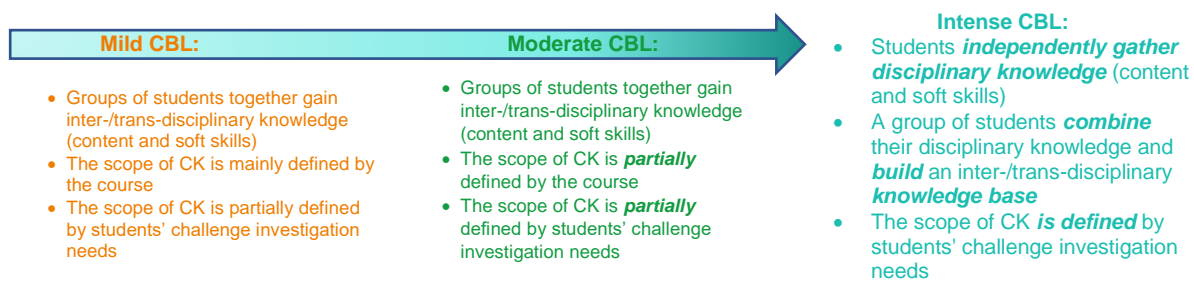 Mild CBL:
• Groups of students together gain
inter-/trans-disciplinary knowledge
(content and soft skills)
• The scope of CK is mainly defined by
the course
• The scope of CK is partially defined
by students’ challenge investigation
needs
Moderate CBL:
• Groups of students together gain
inter-/trans-disciplinary knowledge
(content and soft skills)
• The scope of CK is partially
defined by the course
• The scope of CK is partially
defined by students’ challenge
investigation needs
Intense CBL:
• Students independently gather
disciplinary knowledge (content
and soft skills)
• A group of students combine
their disciplinary knowledge and
build an inter-/trans-disciplinary
knowledge base
• The scope of CK is defined by
students' challenge investigation
needs